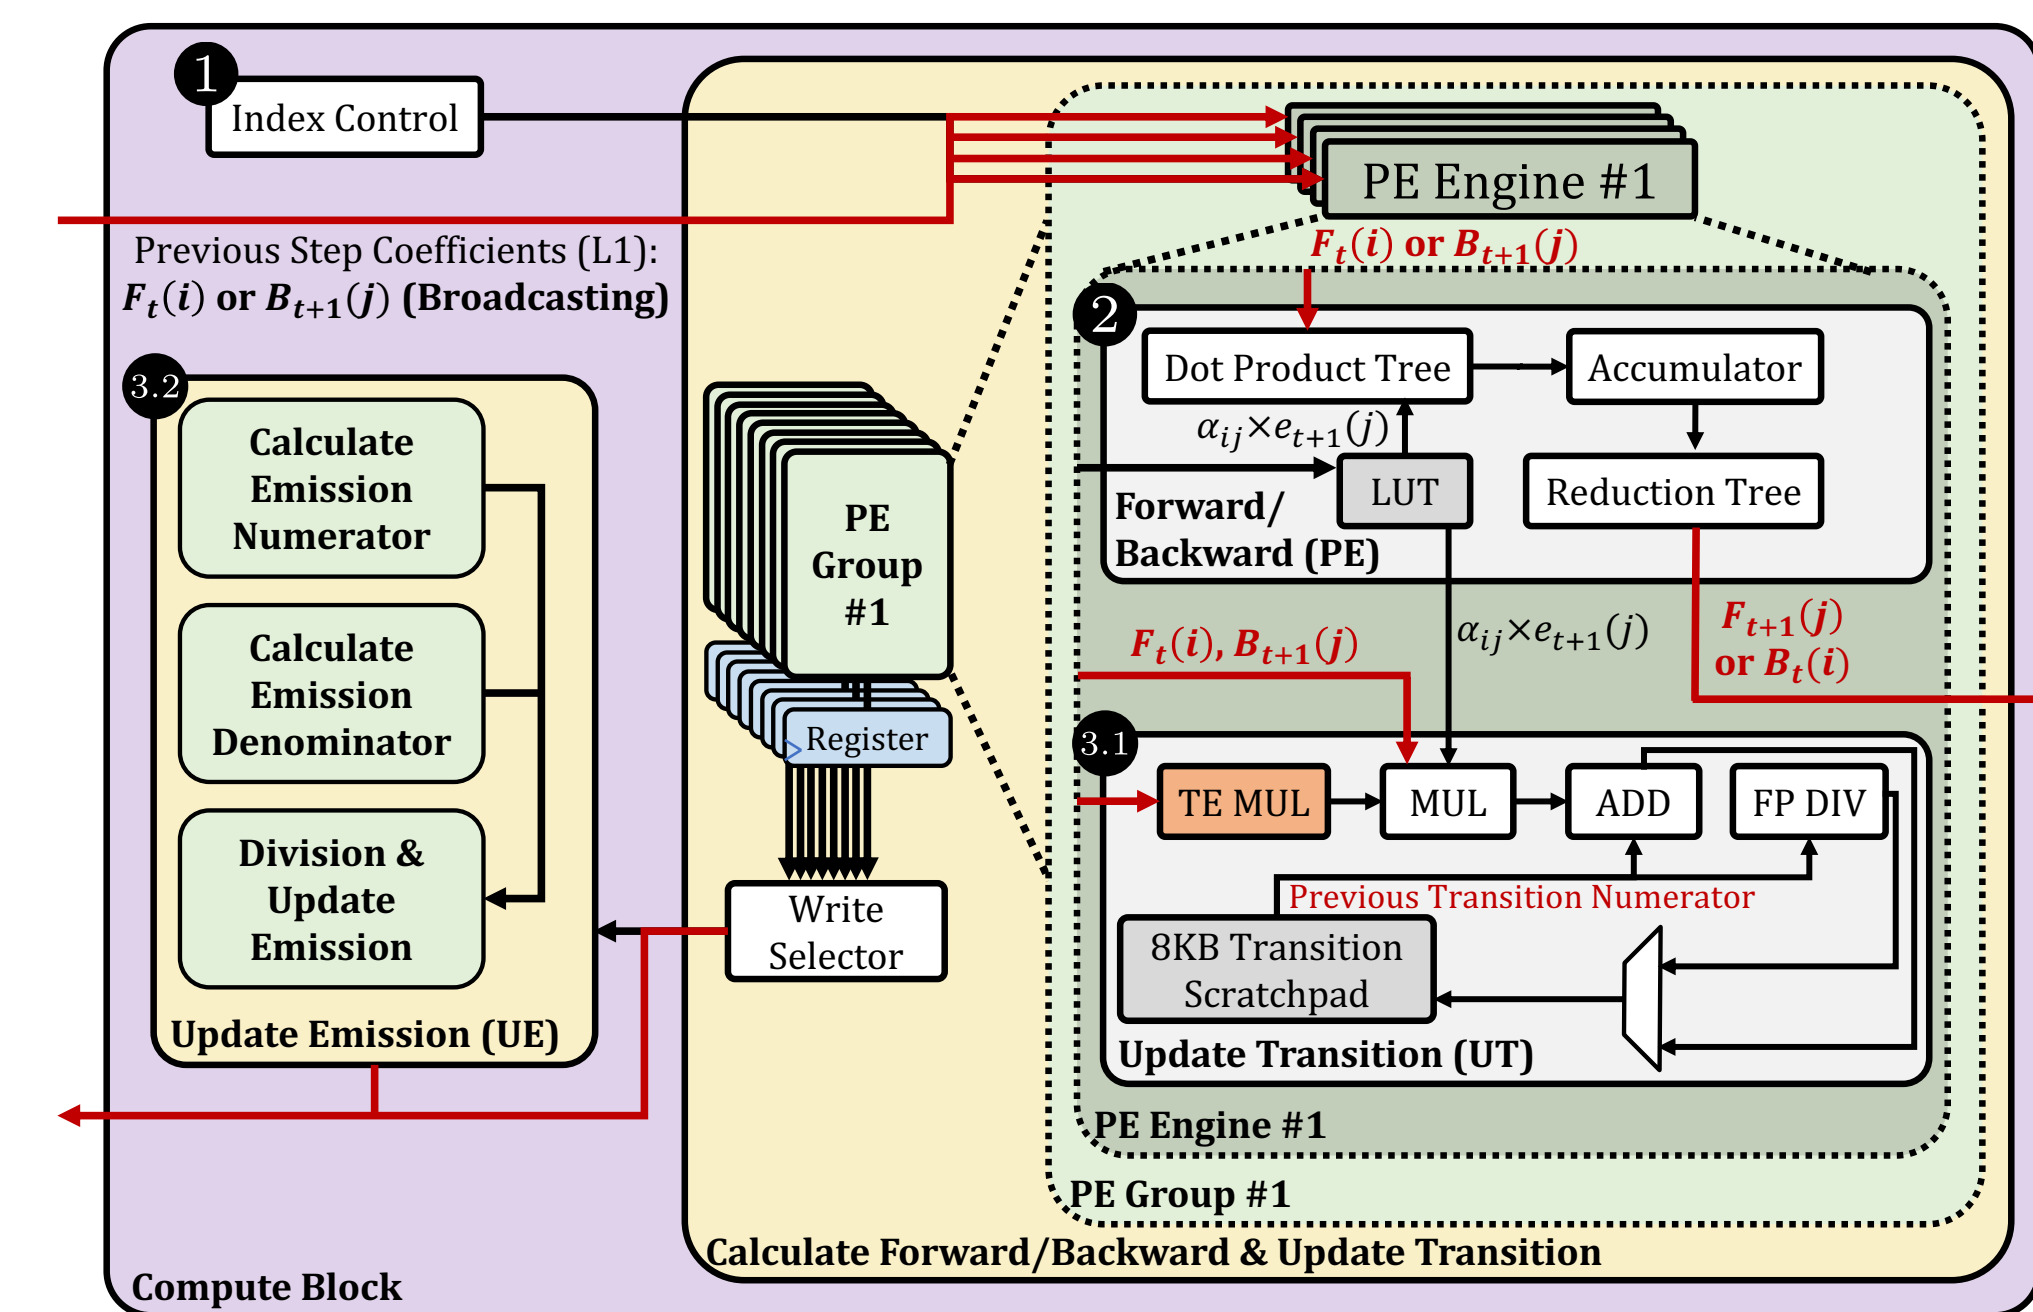 1
Index Control
Previous Step Coefficients (L1):
F_t(i) or B_{t+1}(j) (Broadcasting)
3.2
Calculate
Emission
Numerator
Calculate
Emission
Denominator
Division &
Update
Emission
Update Emission (UE)
PE
Group
#1
Register
Write
Selector
PE Engine #1
F_t(i) or B_{t+1}(j)
2
Dot Product Tree
Accumulator
α_{ij}×e_{t+1}(j)
LUT
Reduction Tree
Forward/
Backward (PE)
F_t(i), B_{t+1}(j)
α_{ij}×e_{t+1}(j)
F_{t+1}(j)
or B_t(i)
3.1
TE MUL
MUL
ADD
FP DIV
Previous Transition Numerator
8KB Transition
Scratchpad
Update Transition (UT)
PE Engine #1
PE Group #1
Calculate Forward/Backward & Update Transition
Compute Block